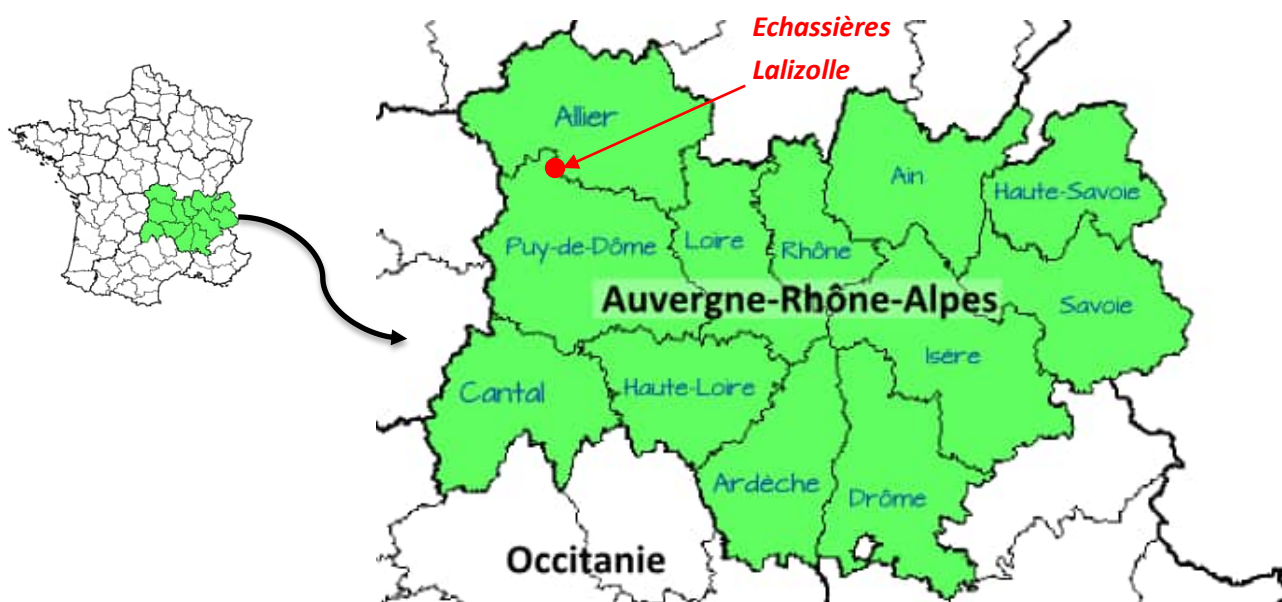 Echassières
Lalizolle
Allier
Ain
Haute-Savoie
Puy-de-Dôme
Loire
Rhône
Auvergne-Rhône-Alpes
Savoie
Isére
Cantal
Haute-Loire
Ardèche
Drôme
Occitanie